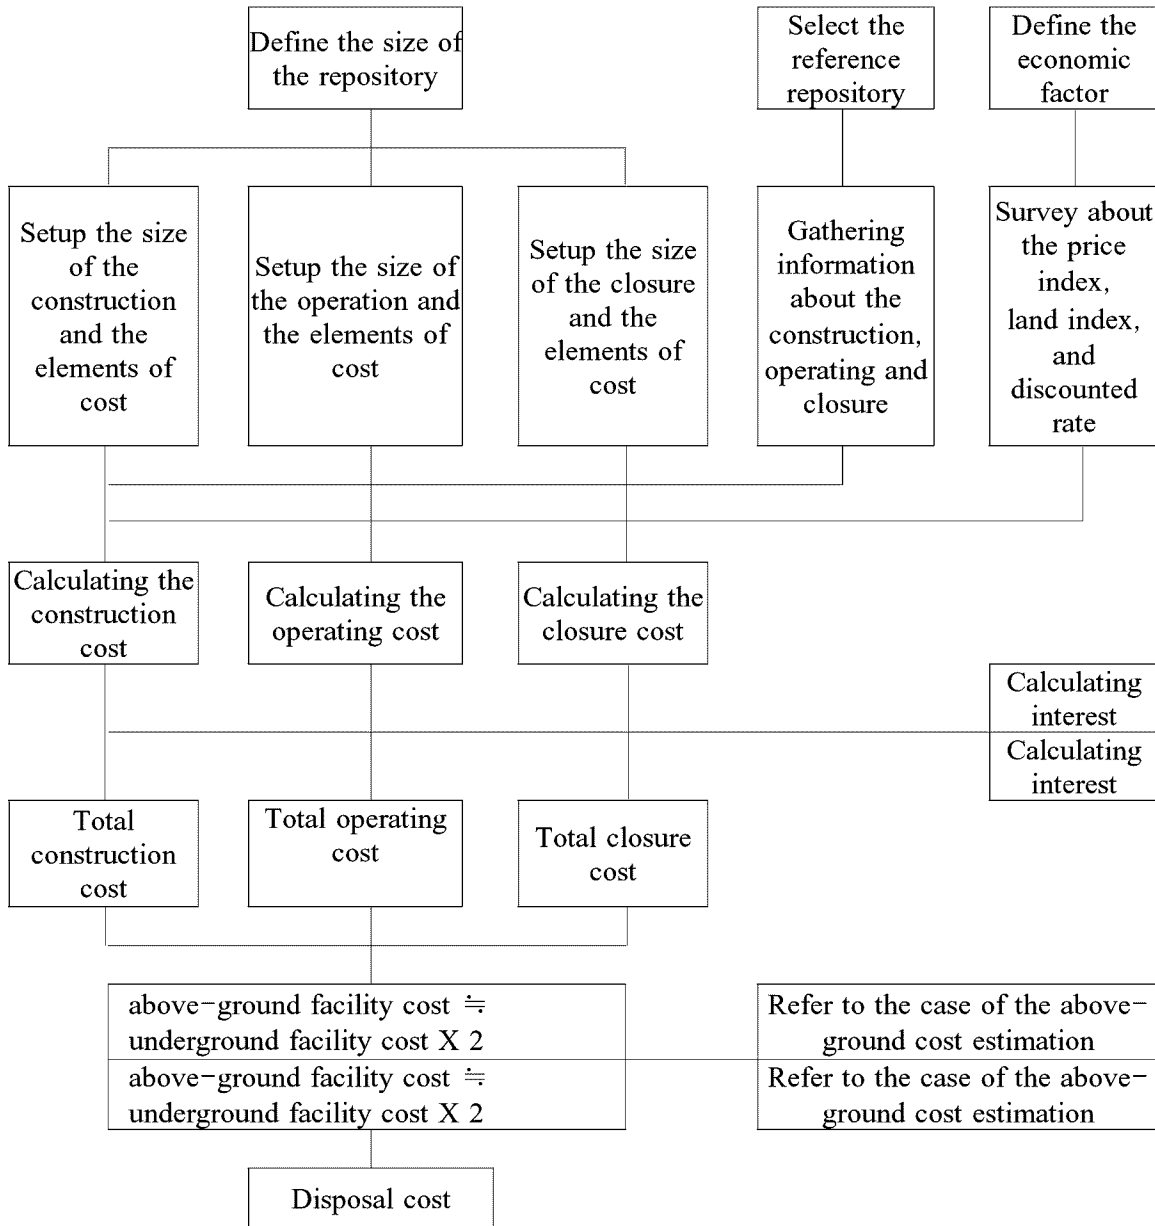 Define the size of
the repository
Select the
reference
repository
Define the
economic
factor
Setup the size
of the
construction
and the
elements of
cost
Setup the size of
the operation and
the elements of
cost
Setup the size
of the closure
and the
elements of
cost
Gathering
information
about the
construction,
operating and
closure
Survey about
the price
index,
land index,
and
discounted
rate
Calculating the
construction
cost
Calculating the
operating cost
Calculating the
closure cost
Calculating
interest
Calculating
interest
Total
construction
cost
Total operating
cost
Total closure
cost
above-ground facility cost ≒
underground facility cost X 2
above-ground facility cost ≒
underground facility cost X 2
Refer to the case of the above-
ground cost estimation
Refer to the case of the above-
ground cost estimation
Disposal cost